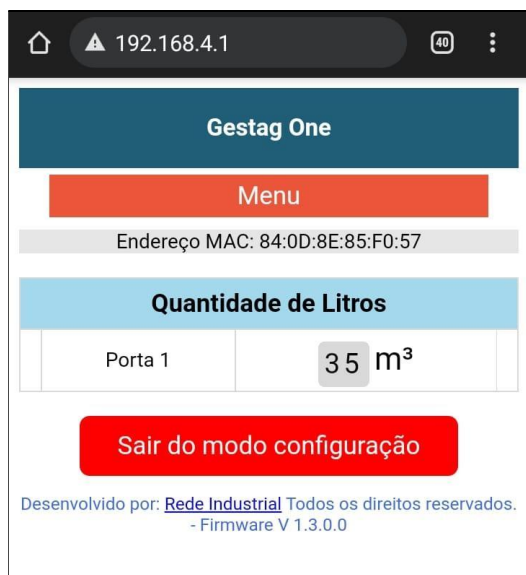 192.168.4.1
40
Gestag One
Menu
Endereço MAC: 84:0D:8E:85:F0:57
Quantidade de Litros
Porta 1 35 m³
Sair do modo configuração
Desenvolvido por: Rede Industrial Todos os direitos reservados.
- Firmware V 1.3.0.0